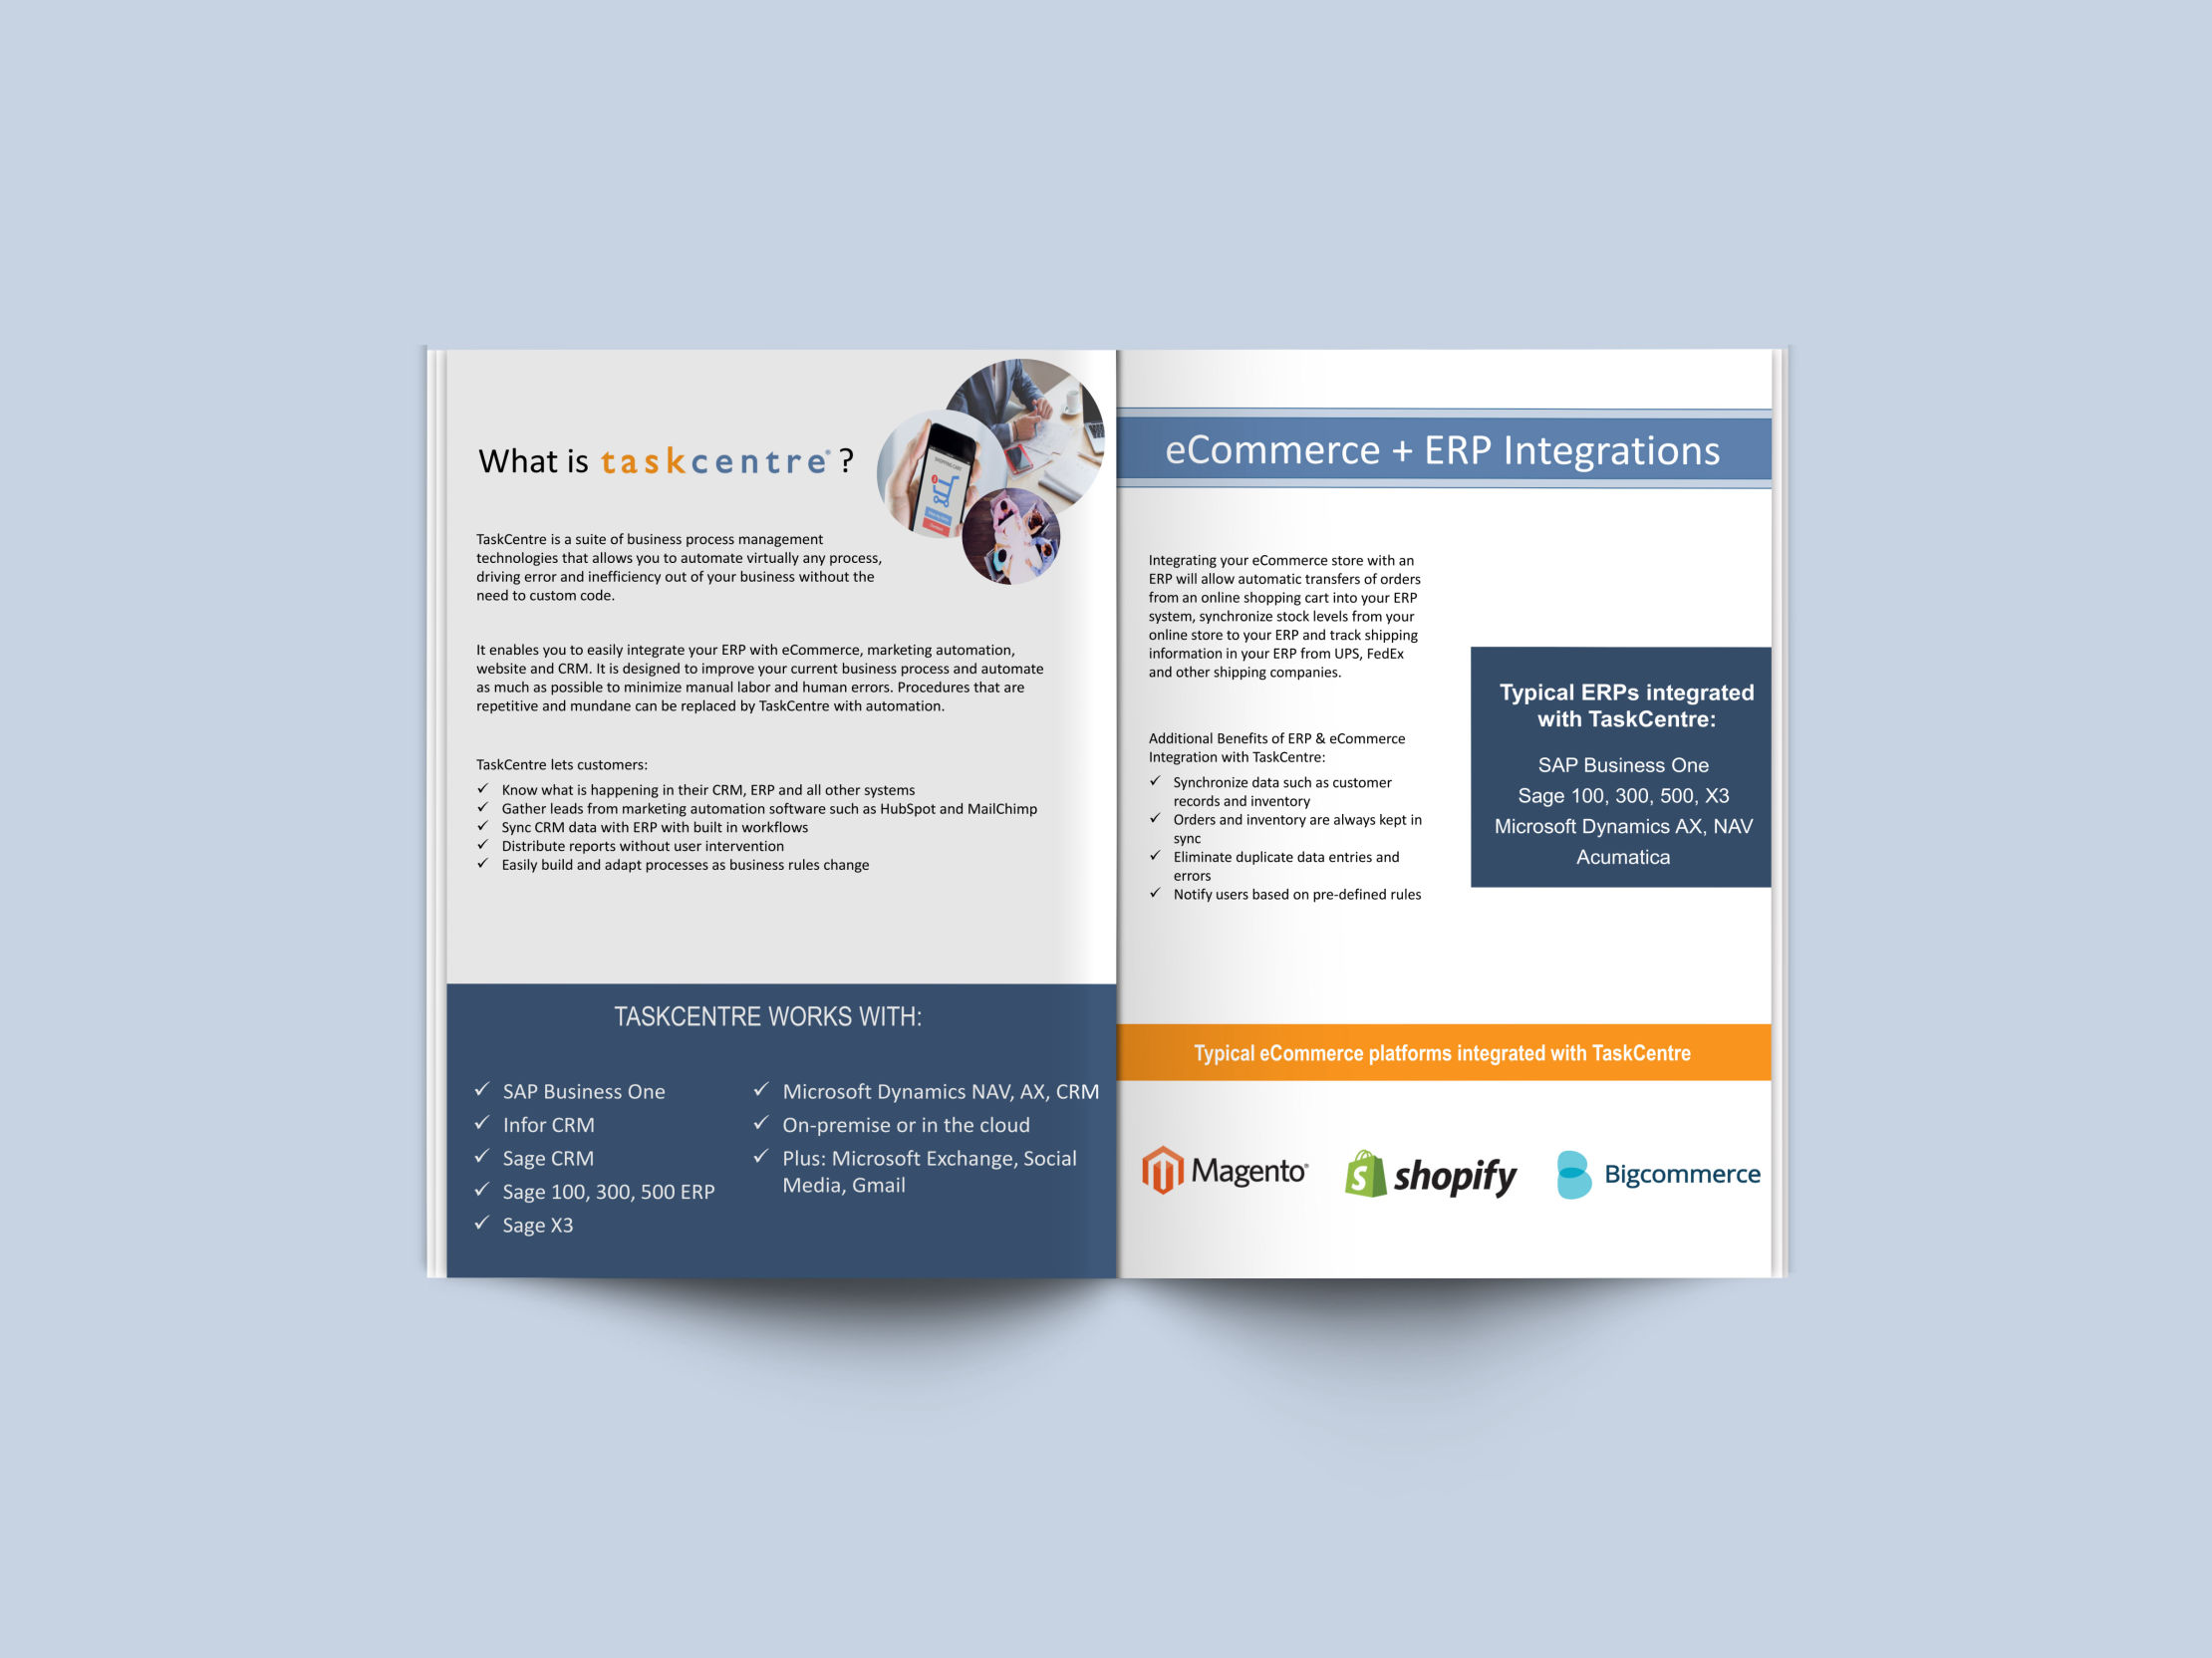 What is taskcentre® ?
TaskCentre is a suite of business process management
technologies that allows you to automate virtually any process,
driving error and inefficiency out of your business without the
need to custom code.
It enables you to easily integrate your ERP with eCommerce, marketing automation,
website and CRM. It is designed to improve your current business process and automate
as much as possible to minimize manual labor and human errors. Procedures that are
repetitive and mundane can be replaced by TaskCentre with automation.
TaskCentre lets customers:
✓ Know what is happening in their CRM, ERP and all other systems
✓ Gather leads from marketing automation software such as HubSpot and MailChimp
✓ Sync CRM data with ERP with built in workflows
✓ Distribute reports without user intervention
✓ Easily build and adapt processes as business rules change
TASKCENTRE WORKS WITH:
✓ SAP Business One
✓ Infor CRM
✓ Sage CRM
✓ Sage 100, 300, 500 ERP
✓ Sage X3
✓ Microsoft Dynamics NAV, AX, CRM
✓ On-premise or in the cloud
✓ Plus: Microsoft Exchange, Social
Media, Gmail
eCommerce + ERP Integrations
Integrating your eCommerce store with an
ERP will allow automatic transfers of orders
from an online shopping cart into your ERP
system, synchronize stock levels from your
online store to your ERP and track shipping
information in your ERP from UPS, FedEx
and other shipping companies.
Additional Benefits of ERP & eCommerce
Integration with TaskCentre:
✓ Synchronize data such as customer
records and inventory
✓ Orders and inventory are always kept in
sync
✓ Eliminate duplicate data entries and
errors
✓ Notify users based on pre-defined rules
Typical ERPs integrated
with TaskCentre:
SAP Business One
Sage 100, 300, 500, X3
Microsoft Dynamics AX, NAV
Acumatica
Typical eCommerce platforms integrated with TaskCentre
Magento®
shopify
Bigcommerce